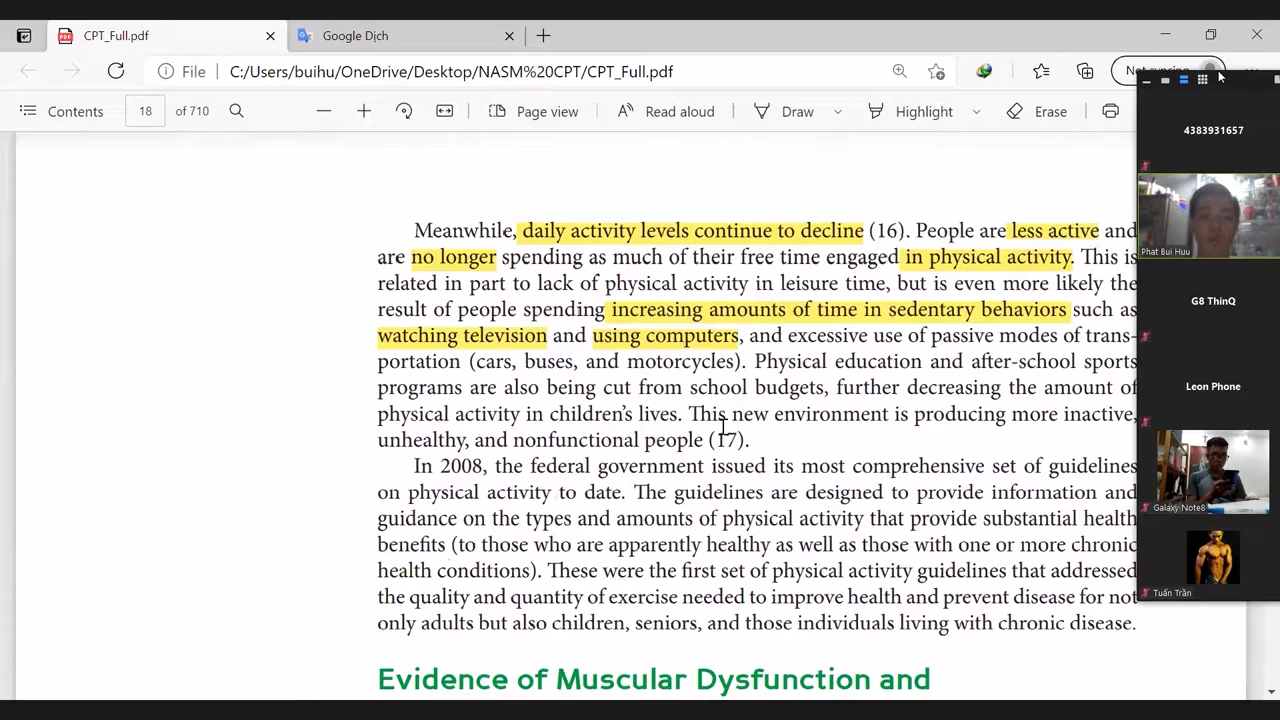 CPT_Full.pdf
Google Dịch
File
C:/Users/buihu/OneDrive/Desktop/NASM%20CPT/CPT_Full.pdf
Contents
18
of 710
Page view
Read aloud
Draw
Highlight
Erase
4383931657
Phat Bui Huu
G8 ThinQ
Leon Phone
Galaxy Note8
Tuấn Trần
Meanwhile, daily activity levels continue to decline (16). People are less active and
are no longer spending as much of their free time engaged in physical activity. This is
related in part to lack of physical activity in leisure time, but is even more likely the
result of people spending increasing amounts of time in sedentary behaviors such as
watching television and using computers, and excessive use of passive modes of trans-
portation (cars, buses, and motorcycles). Physical education and after-school sports
programs are also being cut from school budgets, further decreasing the amount of
physical activity in children's lives. This new environment is producing more inactive,
unhealthy, and nonfunctional people (17).
In 2008, the federal government issued its most comprehensive set of guidelines
on physical activity to date. The guidelines are designed to provide information and
guidance on the types and amounts of physical activity that provide substantial health
benefits (to those who are apparently healthy as well as those with one or more chronic
health conditions). These were the first set of physical activity guidelines that addressed
the quality and quantity of exercise needed to improve health and prevent disease for not
only adults but also children, seniors, and those individuals living with chronic disease.
Evidence of Muscular Dysfunction and